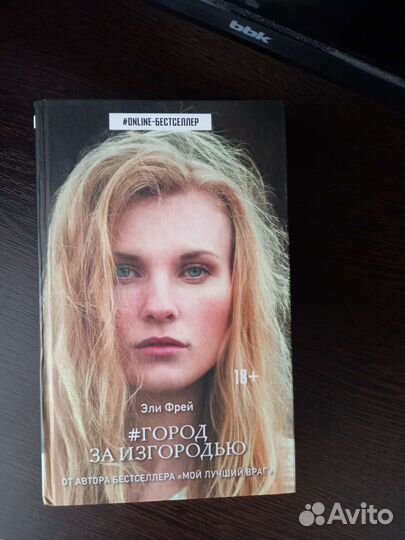 bbk
#ONLINE-БЕСТСЕЛЛЕР
18+
Эли Фрей
#ГОРОД
ЗА ИЗГОРОДЬЮ
ОТ АВТОРА БЕСТСЕЛЛЕРА «МОЙ ЛУЧШИЙ ВРАГ»
Avito